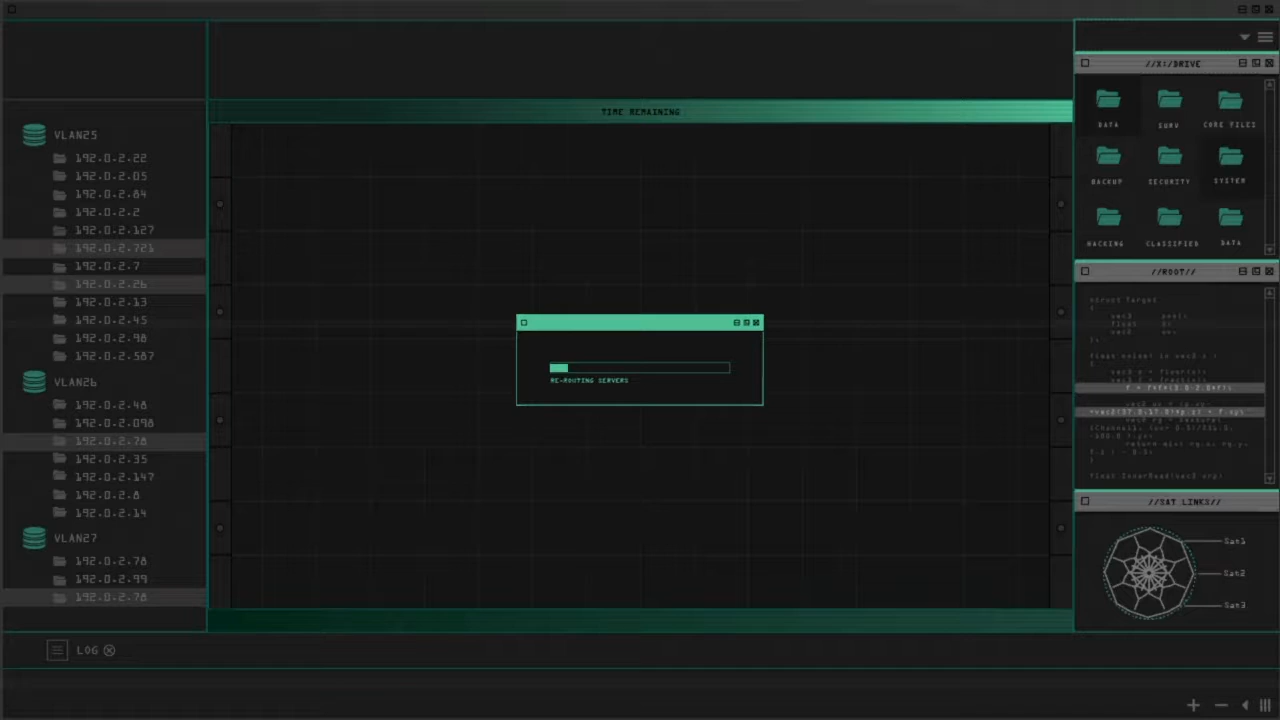 TIME REMAINING
VLAN25
192.0.2.22
192.0.2.05
192.0.2.84
192.0.2.2
192.0.2.127
192.0.2.721
192.0.2.7
192.0.2.26
192.0.2.13
192.0.2.45
192.0.2.98
192.0.2.587
VLAN26
192.0.2.48
192.0.2.098
192.0.2.78
192.0.2.35
192.0.2.147
192.0.2.8
192.0.2.14
VLAN27
192.0.2.78
192.0.2.99
192.0.2.78
LOG
RE-ROUTING SERVERS
//X:/DRIVE
DATA SURV CORE FILES
BACKUP SECURITY SYSTEM
HACKING CLASSIFIED DATA
//ROOT//
struct Target
{
vec3
float
vec3
};
{
}
//SAT LINKS//
Sat1
Sat2
Sat3